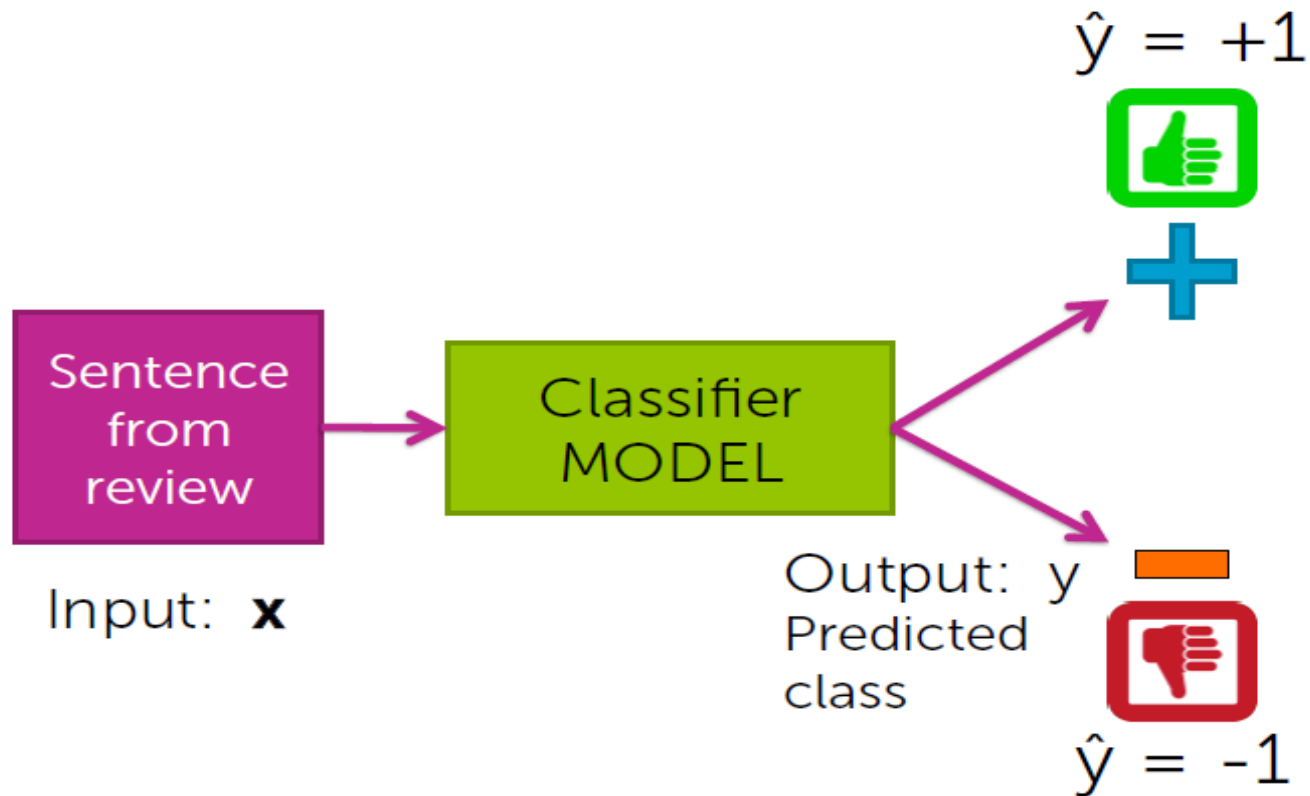 ŷ = +1
Sentence
from
review
Classifier
MODEL
Input: x
Output: y
Predicted
class
ŷ = -1